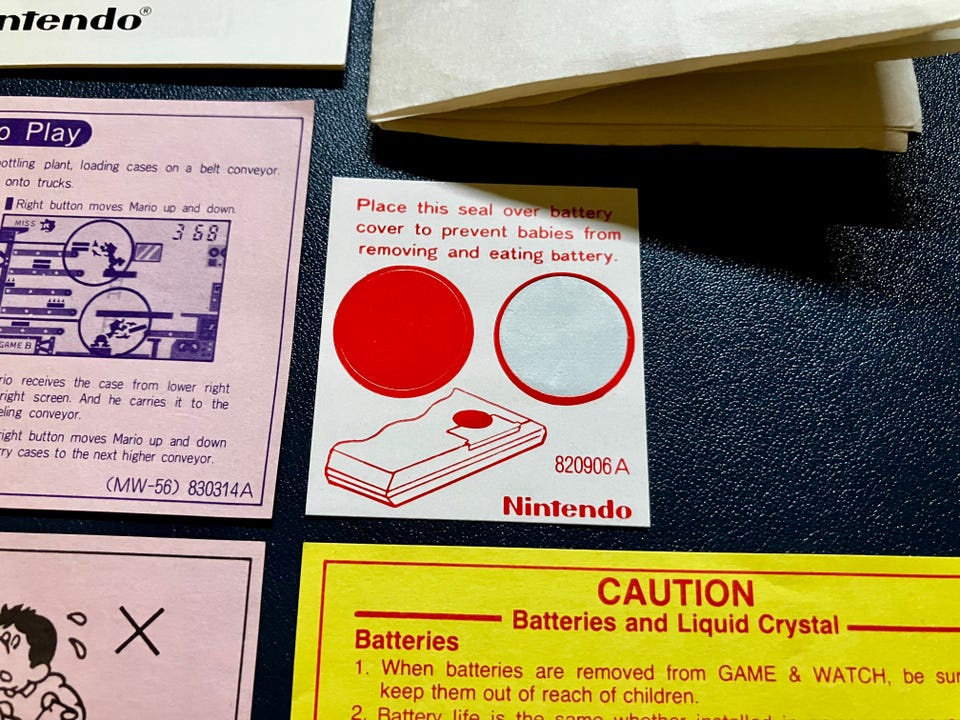 ntendo®
o Play
ottling plant, loading cases on a belt conveyor
onto trucks.
Right button moves Mario up and down.
MISS
368
GAME B
rio receives the case from lower right
right screen. And he carries it to the
eling conveyor.
right button moves Mario up and down
rry cases to the next higher conveyor.
(MW-56) 830314A
Place this seal over battery
cover to prevent babies from
removing and eating battery.
820906A
Nintendo
CAUTION
Batteries and Liquid Crystal
Batteries
1. When batteries are removed from GAME & WATCH, be sur
keep them out of reach of children.
2. Battery life is the same whether installed